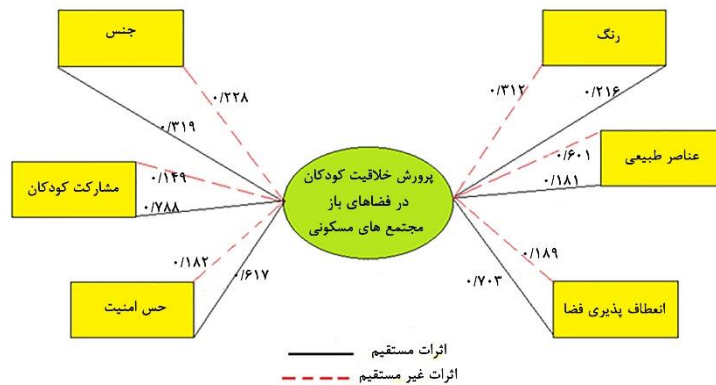 جنس
رنگ
۰/۲۲۸
۰/۳۱۲
۰/۲۱۶
۰/۳۱۹
پرورش خلاقیت کودکان
در فضاهای باز
مجتمع های مسکونی
عناصر طبیعی
۰/۶۰۱
۰/۱۸۱
مشارکت کودکان
۰/۱۴۹
۰/۷۸۸
۰/۱۸۲
۰/۶۱۷
۰/۱۸۹
۰/۷۰۳
حس امنیت
انعطاف پذیری فضا
اثرات مستقیم
اثرات غیر مستقیم